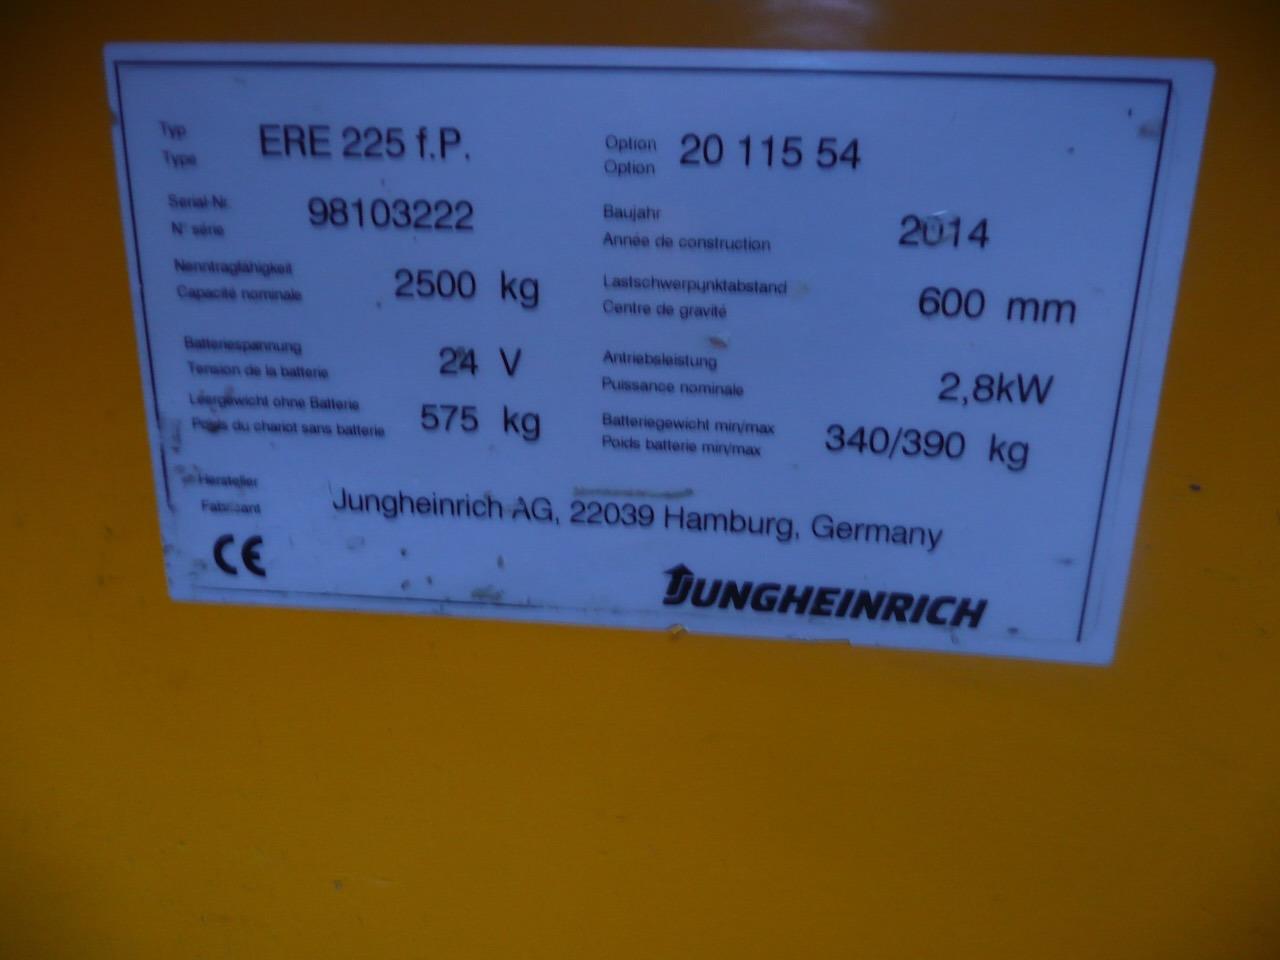 Typ Type ERE 225 f.P. Option Option 20 115 54
Serial-Nr. N° série 98103222 Baujahr Année de construction 2014
Nenntragfähigkeit Capacité nominale 2500 kg Lastschwerpunktabstand Centre de gravité 600 mm
Batteriespannung Tension de la batterie 24 V Antriebsleistung Puissance nominale 2,8kW
Leergewicht ohne Batterie Poids du chariot sans batterie 575 kg Batteriegewicht min/max Poids batterie min/max 340/390 kg
Hersteller Fabricant Jungheinrich AG, 22039 Hamburg, Germany
CE JUNGHEINRICH